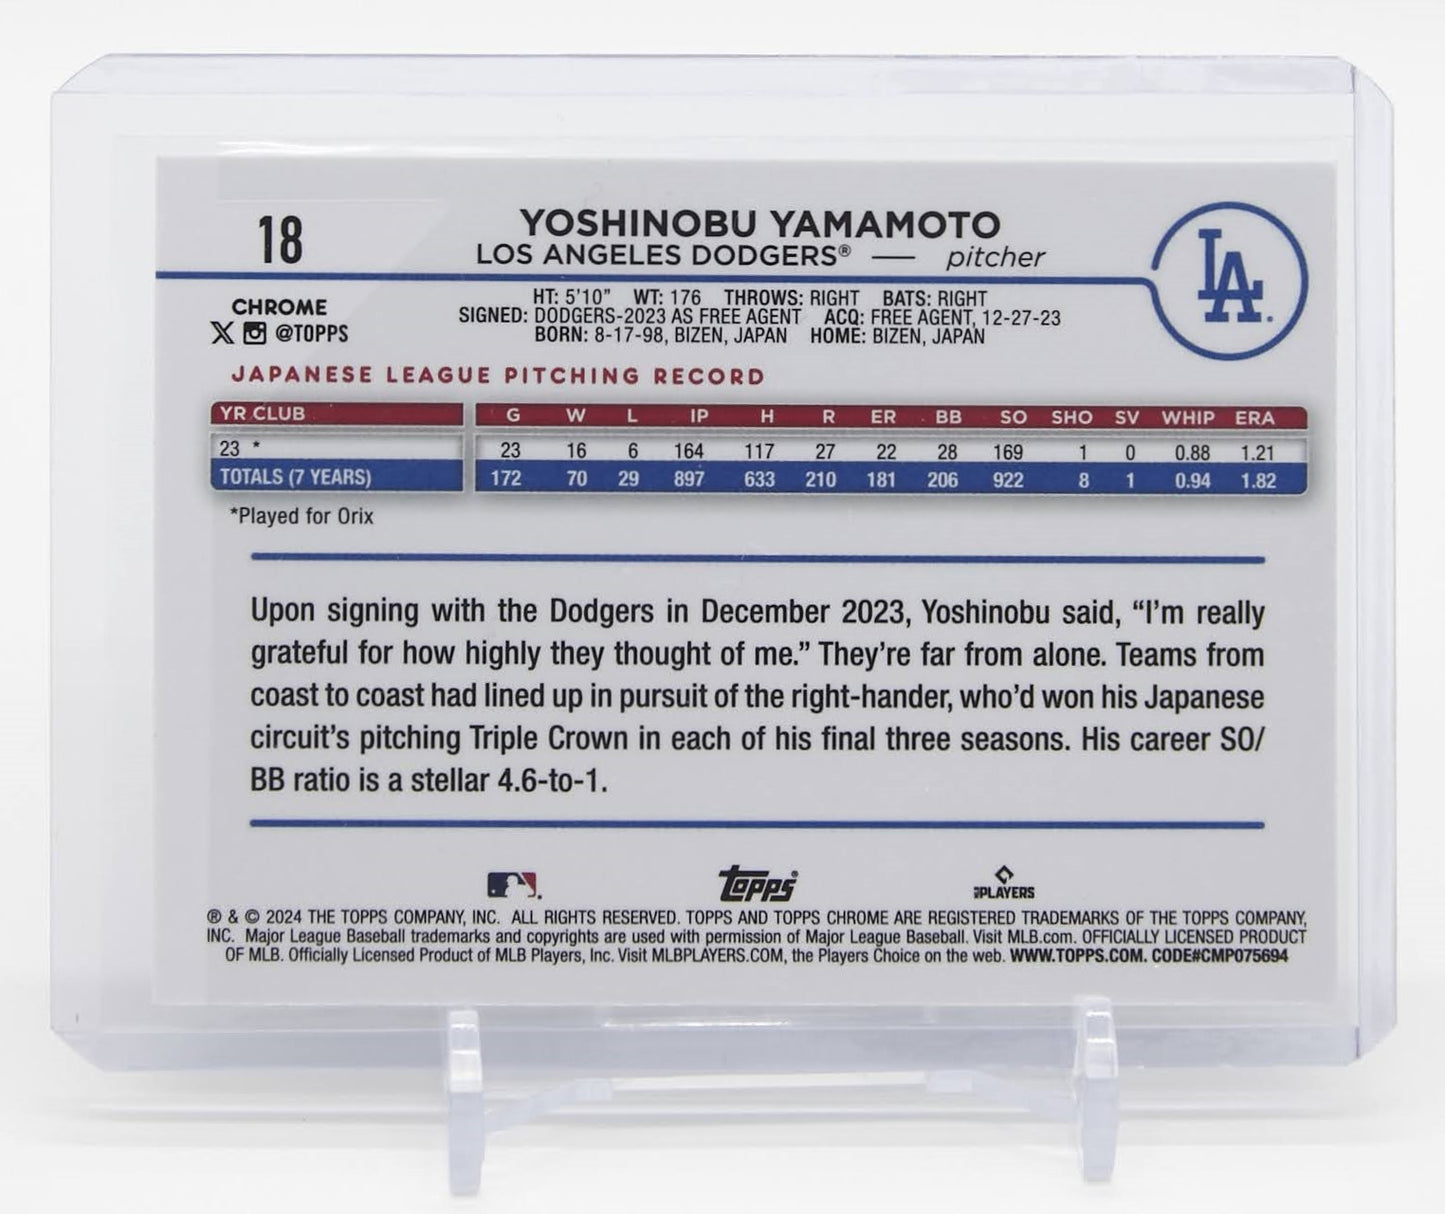 18
YOSHINOBU YAMAMOTO
LOS ANGELES DODGERS® — pitcher
LA
CHROME
@TOPPS
HT: 5'10" WT: 176 THROWS: RIGHT BATS: RIGHT
SIGNED: DODGERS-2023 AS FREE AGENT ACQ: FREE AGENT, 12-27-23
BORN: 8-17-98, BIZEN, JAPAN HOME: BIZEN, JAPAN
JAPANESE LEAGUE PITCHING RECORD
YR CLUB G W L IP H R ER BB SO SHO SV WHIP ERA
23 * 23 16 6 164 117 27 22 28 169 1 0 0.88 1.21
TOTALS (7 YEARS) 172 70 29 897 633 210 181 206 922 8 1 0.94 1.82
*Played for Orix
Upon signing with the Dodgers in December 2023, Yoshinobu said, “I’m really
grateful for how highly they thought of me.” They’re far from alone. Teams from
coast to coast had lined up in pursuit of the right-hander, who’d won his Japanese
circuit’s pitching Triple Crown in each of his final three seasons. His career SO/
BB ratio is a stellar 4.6-to-1.
Topps® MLBPLAYERS
® & © 2024 THE TOPPS COMPANY, INC. ALL RIGHTS RESERVED. TOPPS AND TOPPS CHROME ARE REGISTERED TRADEMARKS OF THE TOPPS COMPANY,
INC. Major League Baseball trademarks and copyrights are used with permission of Major League Baseball. Visit MLB.com. OFFICIALLY LICENSED PRODUCT
OF MLB. Officially Licensed Product of MLB Players, Inc. Visit MLBPLAYERS.COM, the Players Choice on the web. WWW.TOPPS.COM. CODE#CMP075694